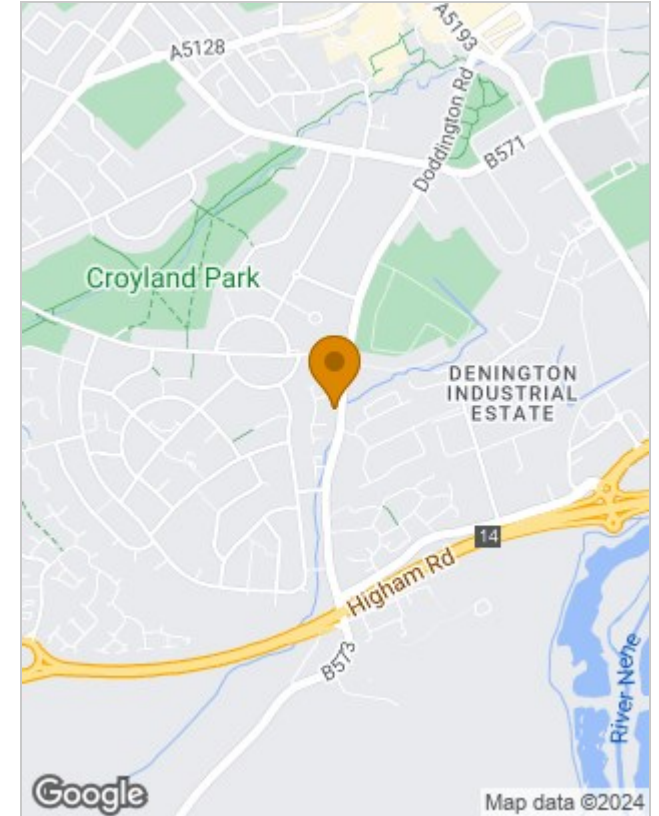 A5128
A5193
Doddington Rd
B571
Croyland Park
DENINGTON
INDUSTRIAL
ESTATE
14
Higham Rd
B573
River Nene
Google
Map data ©2024